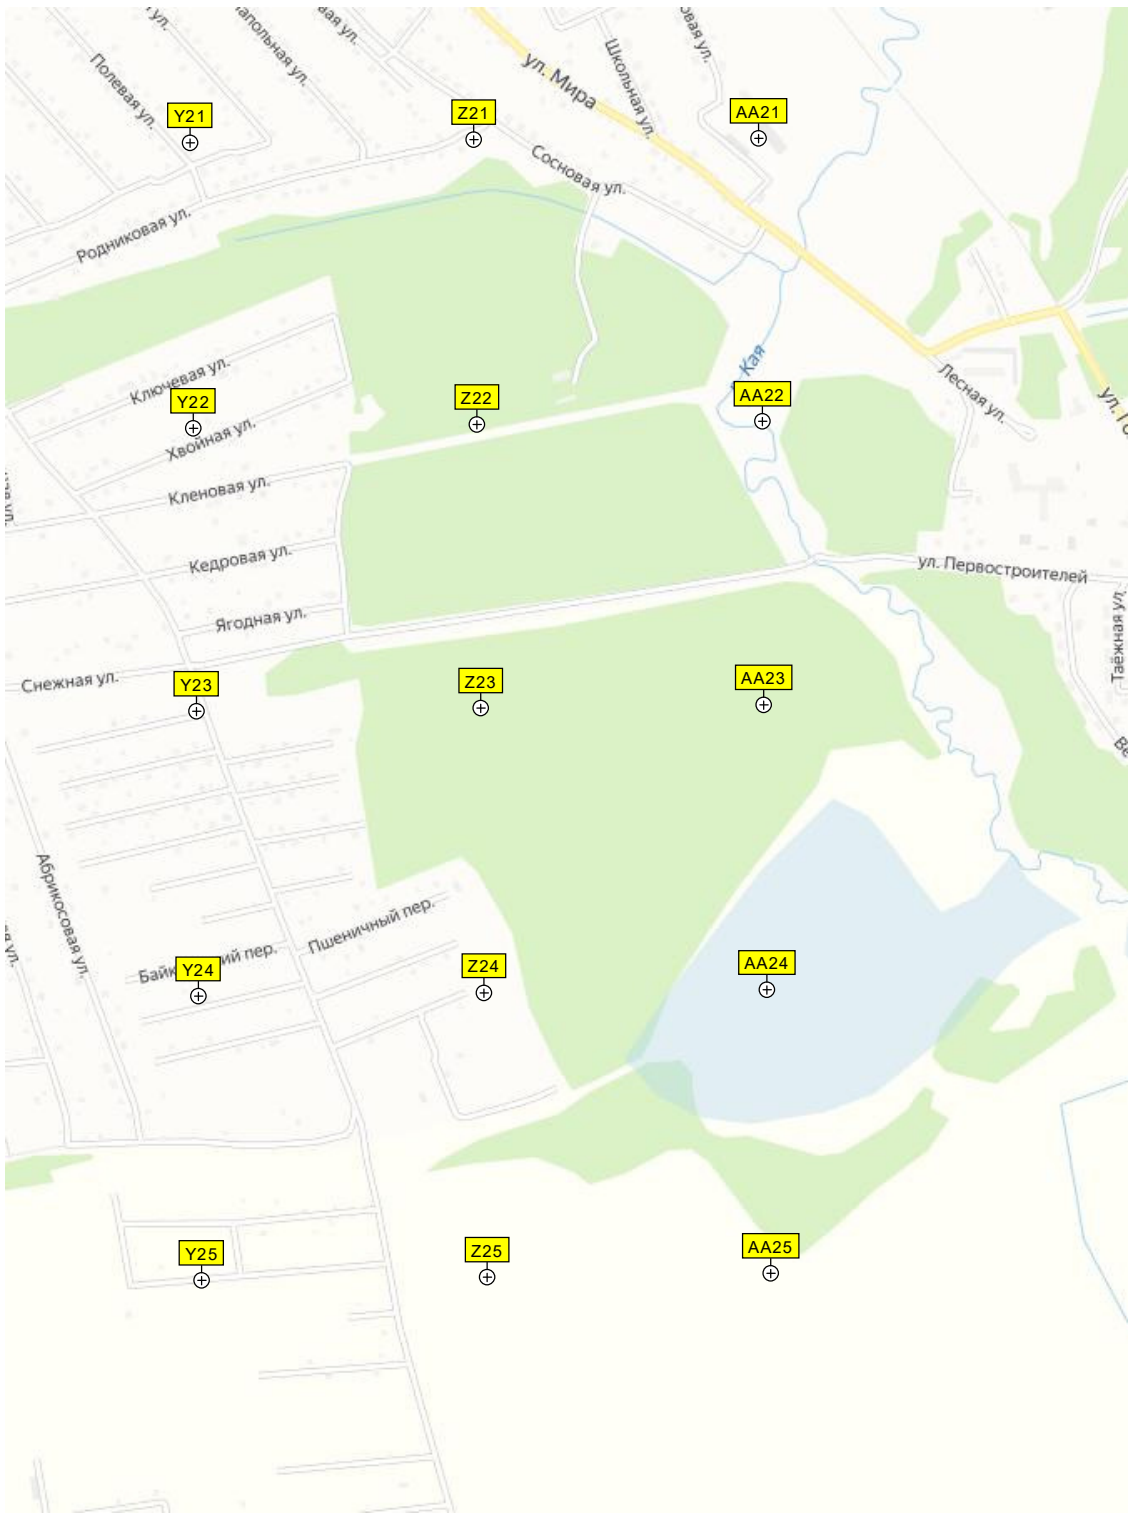 Полевая ул.
ул. Мира
Школьная ул.
Y21
Z21
AA21
Сосновая ул.
Родниковая ул.
Кая
Ключевая ул.
Y22
Z22
AA22
Лесная ул.
Хвойная ул.
Кленовая ул.
Кедровая ул.
ул. Первостроителей
Ягодная ул.
Таёжная ул.
Снежная ул.
Y23
Z23
AA23
Абрикосовая ул.
Пшеничный пер.
Y24
Z24
AA24
Y25
Z25
AA25